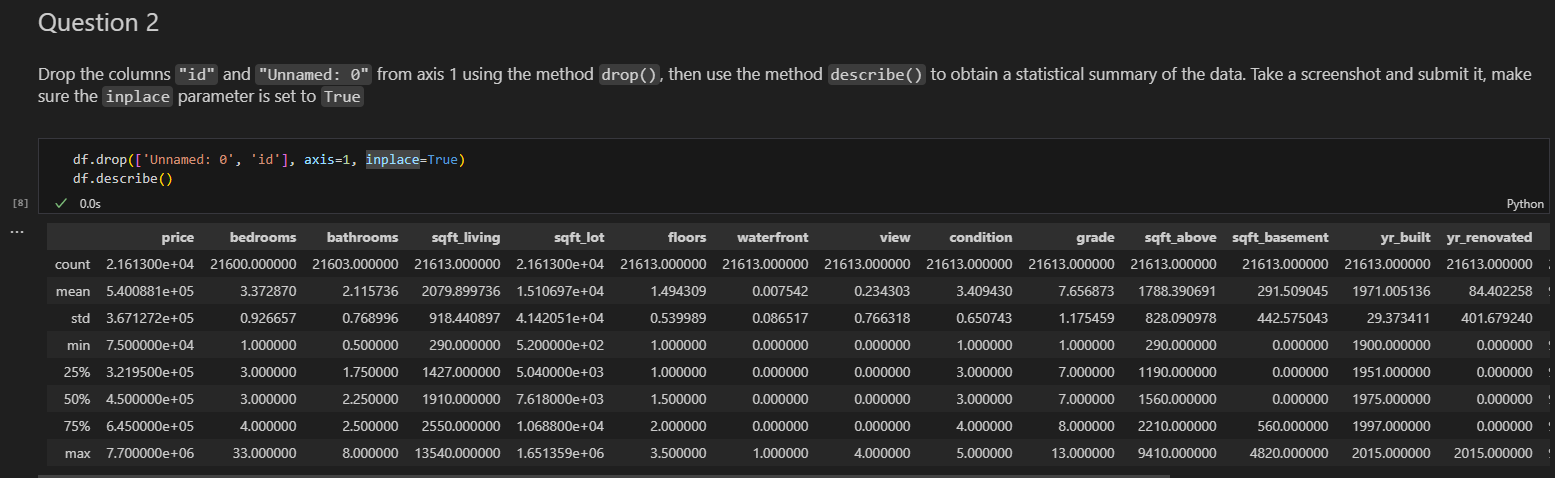 Question 2
Drop the columns "id" and "Unnamed: 0" from axis 1 using the method drop(), then use the method describe() to obtain a statistical summary of the data. Take a screenshot and submit it, make
sure the inplace parameter is set to True
df.drop(['Unnamed: 0', 'id'], axis=1, inplace=True)
df.describe()
[8] 0.0s Python
...
price bedrooms bathrooms sqft_living sqft_lot floors waterfront view condition grade sqft_above sqft_basement yr_built yr_renovated
count 2.161300e+04 21600.000000 21603.000000 21613.000000 2.161300e+04 21613.000000 21613.000000 21613.000000 21613.000000 21613.000000 21613.000000 21613.000000 21613.000000 21613.000000
mean 5.400881e+05 3.372870 2.115736 2079.899736 1.510697e+04 1.494309 0.007542 0.234303 3.409430 7.656873 1788.390691 291.509045 1971.005136 84.402258
std 3.671272e+05 0.926657 0.768996 918.440897 4.142051e+04 0.539989 0.086517 0.766318 0.650743 1.175459 828.090978 442.575043 29.373411 401.679240
min 7.500000e+04 1.000000 0.500000 290.000000 5.200000e+02 1.000000 0.000000 0.000000 1.000000 1.000000 290.000000 0.000000 1900.000000 0.000000
25% 3.219500e+05 3.000000 1.750000 1427.000000 5.040000e+03 1.000000 0.000000 0.000000 3.000000 7.000000 1190.000000 0.000000 1951.000000 0.000000
50% 4.500000e+05 3.000000 2.250000 1910.000000 7.618000e+03 1.500000 0.000000 0.000000 3.000000 7.000000 1560.000000 0.000000 1975.000000 0.000000
75% 6.450000e+05 4.000000 2.500000 2550.000000 1.068800e+04 2.000000 0.000000 0.000000 4.000000 8.000000 2210.000000 560.000000 1997.000000 0.000000
max 7.700000e+06 33.000000 8.000000 13540.000000 1.651359e+06 3.500000 1.000000 4.000000 5.000000 13.000000 9410.000000 4820.000000 2015.000000 2015.000000